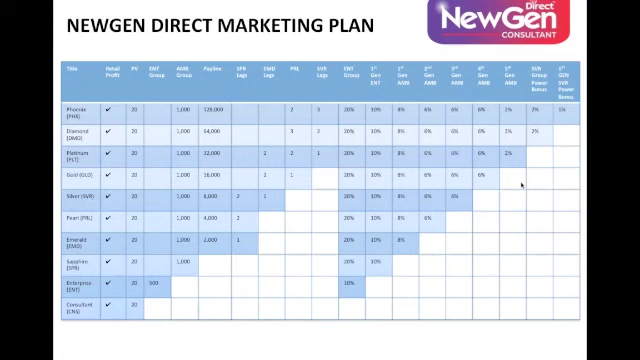 NEWGEN DIRECT MARKETING PLAN
Direct
NewGen
CONSULTANT
Title Retail Profit PV ENT Group AMB Group Payline SPR Legs EMD Legs PRL SVR Legs ENT Group 1st Gen ENT 1st Gen AMB 2nd Gen AMB 3rd Gen AMB 4th Gen AMB 5th Gen AMB SVR Group Power Bonus 1st GEN SVR Power Bonus
Phoenix (PHX) ✔ 20 1,000 128,000 2 3 20% 10% 8% 6% 6% 6% 2% 2% 1%
Diamond (DMD) ✔ 20 1,000 64,000 3 2 20% 10% 8% 6% 6% 6% 2% 2%
Platinum (PLT) ✔ 20 1,000 32,000 2 2 1 20% 10% 8% 6% 6% 6% 2%
Gold (GLD) ✔ 20 1,000 16,000 2 1 20% 10% 8% 6% 6% 6%
Silver (SVR) ✔ 20 1,000 8,000 2 1 20% 10% 8% 6% 6%
Pearl (PRL) ✔ 20 1,000 4,000 2 20% 10% 8% 6%
Emerald (EMD) ✔ 20 1,000 2,000 1 20% 10% 8%
Sapphire (SPR) ✔ 20 1,000 20% 10%
Enterprise (ENT) ✔ 20 500 10%
Consultant (CNS) ✔ 20